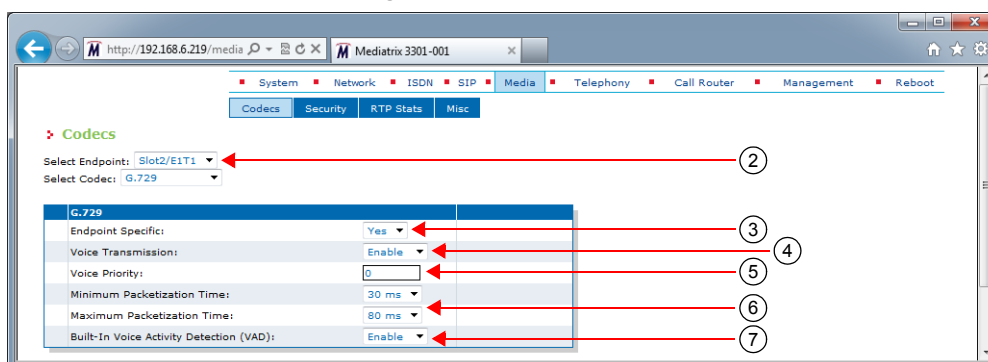 http://192.168.6.219/media
Mediatrix 3301-001
System Network ISDN SIP Media Telephony Call Router Management Reboot
Codecs Security RTP Stats Misc
Codecs
Select Endpoint: Slot2/E1T1
2
Select Codec: G.729
G.729
Endpoint Specific: Yes
3
Voice Transmission: Enable
4
Voice Priority: 0
5
Minimum Packetization Time: 30 ms
6
Maximum Packetization Time: 80 ms
Built-In Voice Activity Detection (VAD): Enable
7